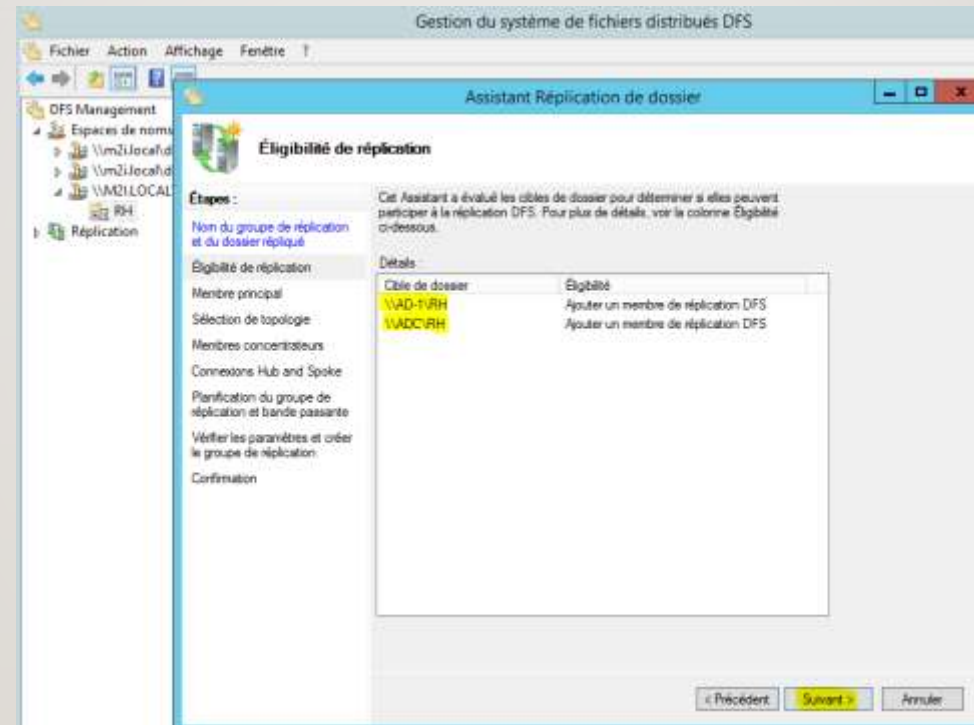 Gestion du système de fichiers distribués DFS
Fichier Action Affichage Fenêtre ?
DFS Management
Espaces de noms
\\m2i.local\d
\\m2i.local\d
\\M2I.LOCAL
RH
Réplication
Assistant Réplication de dossier
Éligibilité de réplication
Étapes :
Nom du groupe de réplication
et du dossier répliqué
Éligibilité de réplication
Membre principal
Sélection de topologie
Membres concentrateurs
Connexions Hub and Spoke
Planification du groupe de
réplication et bande passante
Vérifier les paramètres et créer
le groupe de réplication
Confirmation
Cet Assistant a évalué les cibles de dossier pour déterminer si elles peuvent
participer à la réplication DFS. Pour plus de détails, voir la colonne Éligibilité
ci-dessous.
Détails :
Cible de dossier Éligibilité
\\AD-1\RH Ajouter un membre de réplication DFS
\\ADC\RH Ajouter un membre de réplication DFS
< Précédent Suivant > Annuler